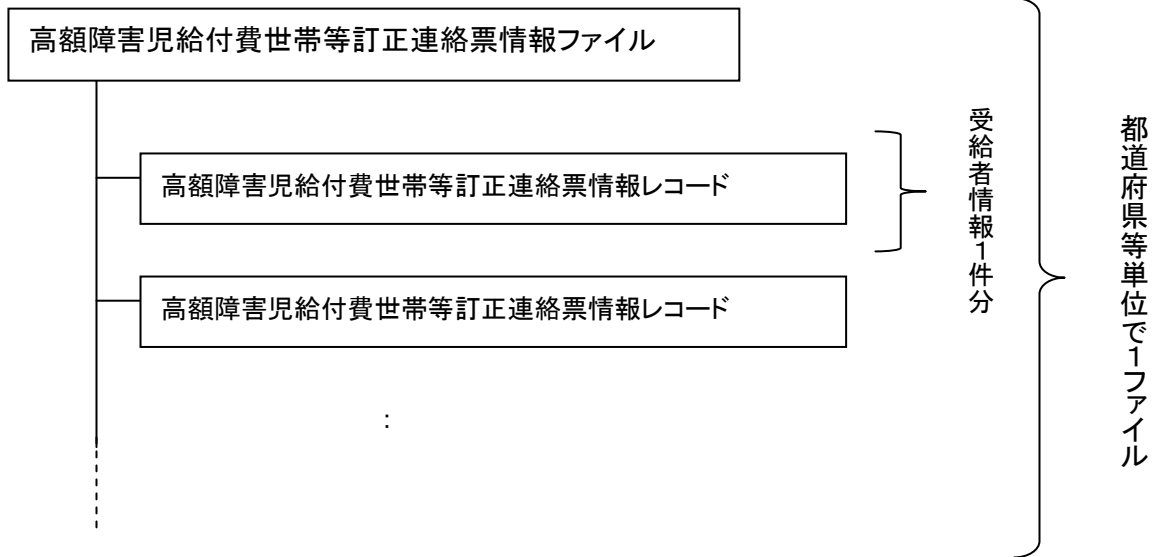 高額障害児給付費世帯等訂正連絡票情報ファイル
高額障害児給付費世帯等訂正連絡票情報レコード
高額障害児給付費世帯等訂正連絡票情報レコード
：
受給者情報１件分
都道府県等単位で１ファイル